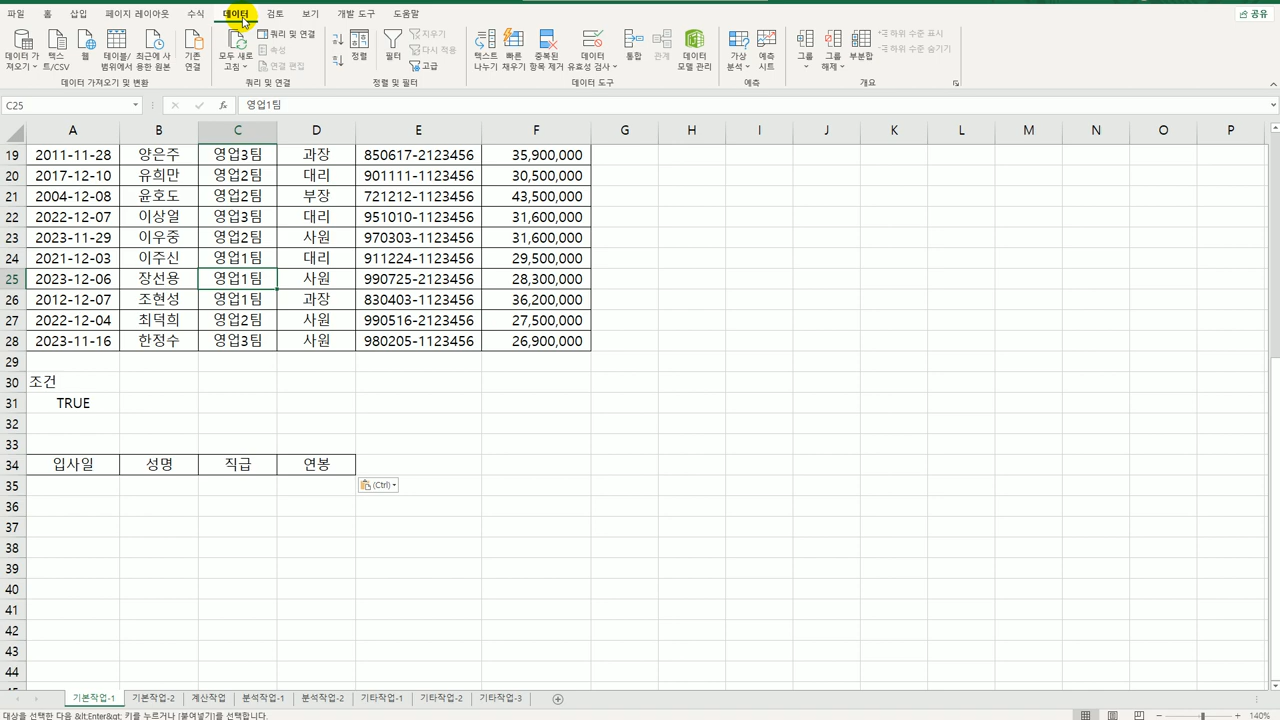 파일 홈 삽입 페이지 레이아웃 수식 데이터 검토 보기 개발 도구 도움말 공유
데이터 가져오기 텍스트/CSV 웹 테이블/범위에서 최근에 사용한 원본 기존 연결 모두 새로 고침 쿼리 및 연결 속성 연결 편집 정렬 필터 지우기 다시 적용 고급 텍스트 나누기 빠른 채우기 중복된 항목 제거 데이터 유효성 검사 통합 관계 데이터 모델 관리 가상 분석 예측 시트 그룹 그룹 해제 부분합 하위 수준 표시 하위 수준 숨기기
데이터 가져오기 및 변환 쿼리 및 연결 정렬 및 필터 데이터 도구 예측 개요
C25 fx 영업1팀
A B C D E F G H I J K L M N O P
19 2011-11-28 양은주 영업3팀 과장 850617-2123456 35,900,000
20 2017-12-10 유희만 영업2팀 대리 901111-1123456 30,500,000
21 2004-12-08 윤호도 영업2팀 부장 721212-1123456 43,500,000
22 2022-12-07 이상얼 영업3팀 대리 951010-1123456 31,600,000
23 2023-11-29 이우중 영업2팀 사원 970303-1123456 31,600,000
24 2021-12-03 이주신 영업1팀 대리 911224-1123456 29,500,000
25 2023-12-06 장선용 영업1팀 사원 990725-2123456 28,300,000
26 2012-12-07 조현성 영업1팀 과장 830403-1123456 36,200,000
27 2022-12-04 최덕희 영업2팀 사원 990516-2123456 27,500,000
28 2023-11-16 한정수 영업3팀 사원 980205-1123456 26,900,000
29
30 조건
31 TRUE
32
33
34 입사일 성명 직급 연봉
35 (Ctrl)
36
37
38
39
40
41
42
43
44
기본작업-1 기본작업-2 계산작업 분석작업-1 분석작업-2 기타작업-1 기타작업-2 기타작업-3
대상을 선택한 다음 &lt;Enter&gt; 키를 누르거나 [붙여넣기]를 선택합니다. 140%